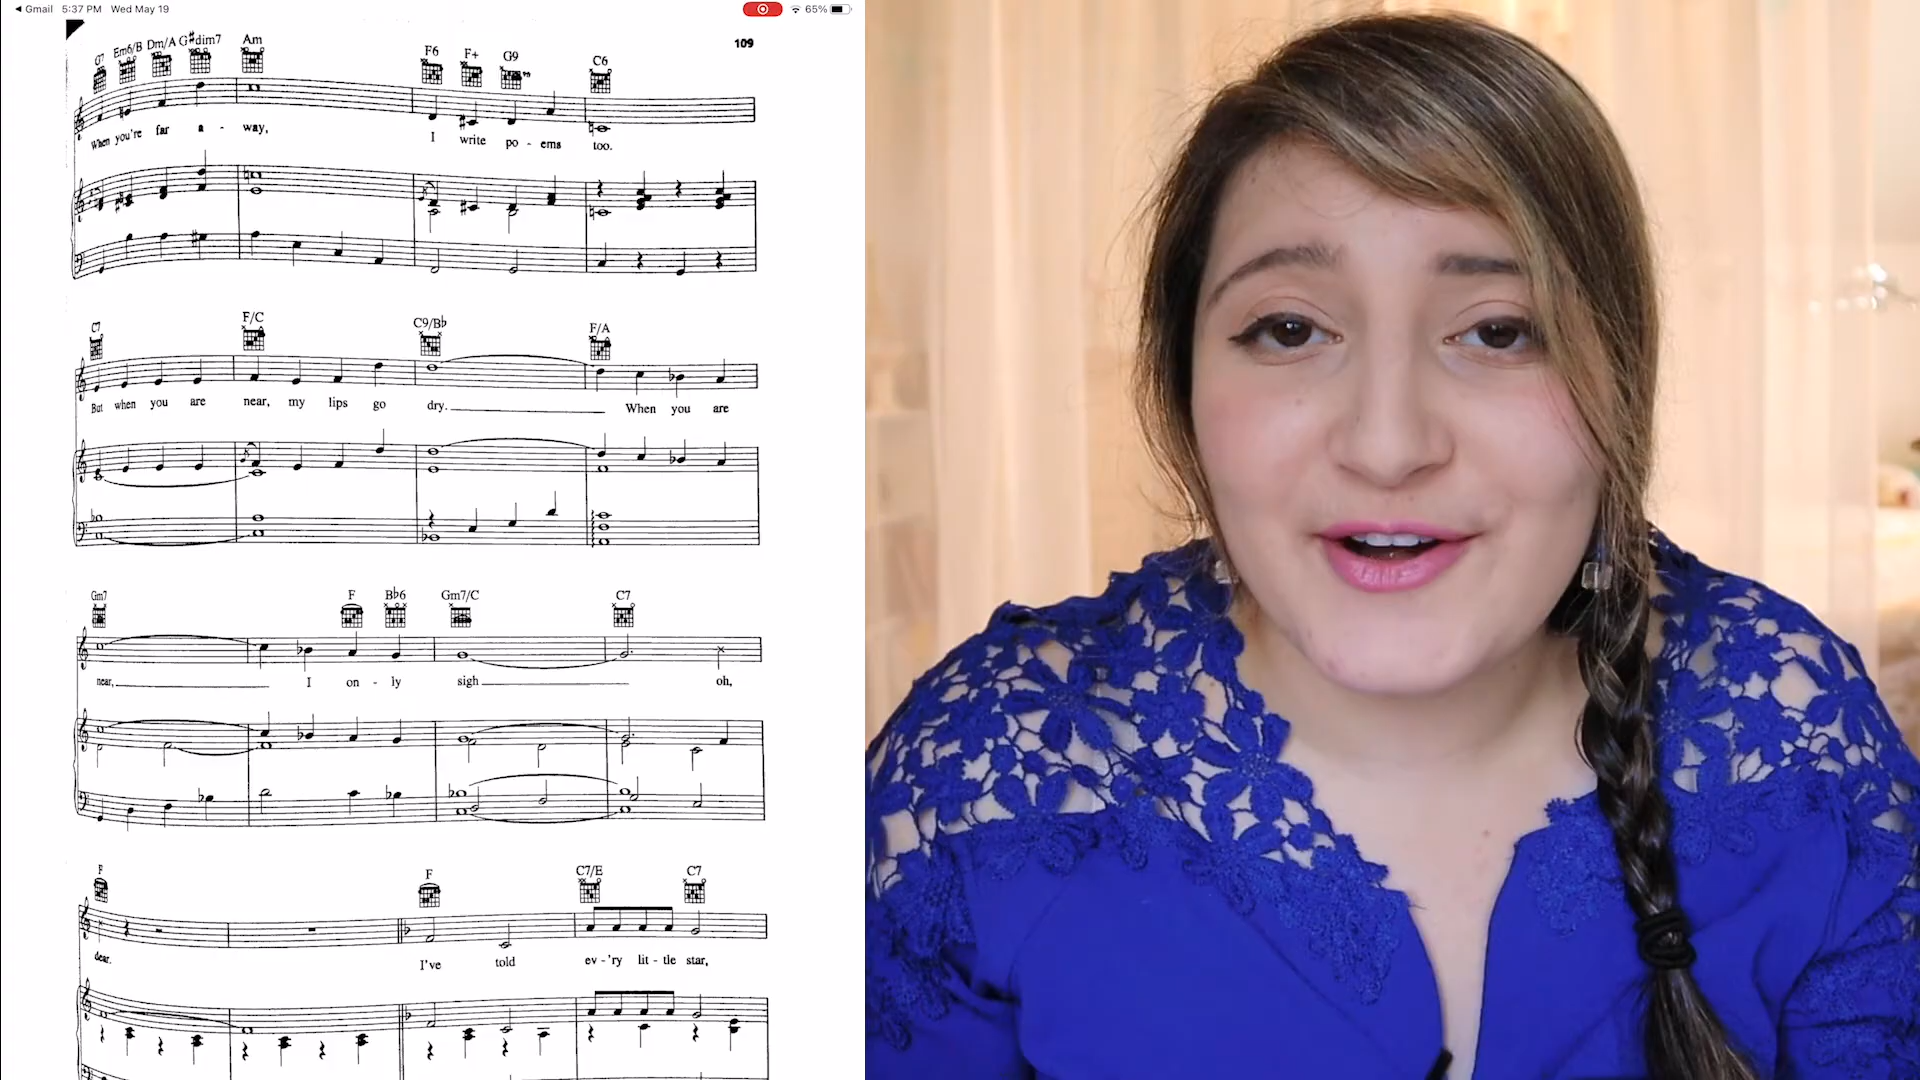 Gmail 5:37 PM Wed May 19 65%
109
G7 Em6/B Dm/A G#dim7 Am F6 F+ G9 C6
When you're far a - way, I write po - ems too.
C7 F/C C9/Bb F/A
But when you are near, my lips go dry. When you are
Gm7 F Bb6 Gm7/C C7
near, I on - ly sigh oh,
F F C7/E C7
dear. I've told ev - 'ry lit - tle star,